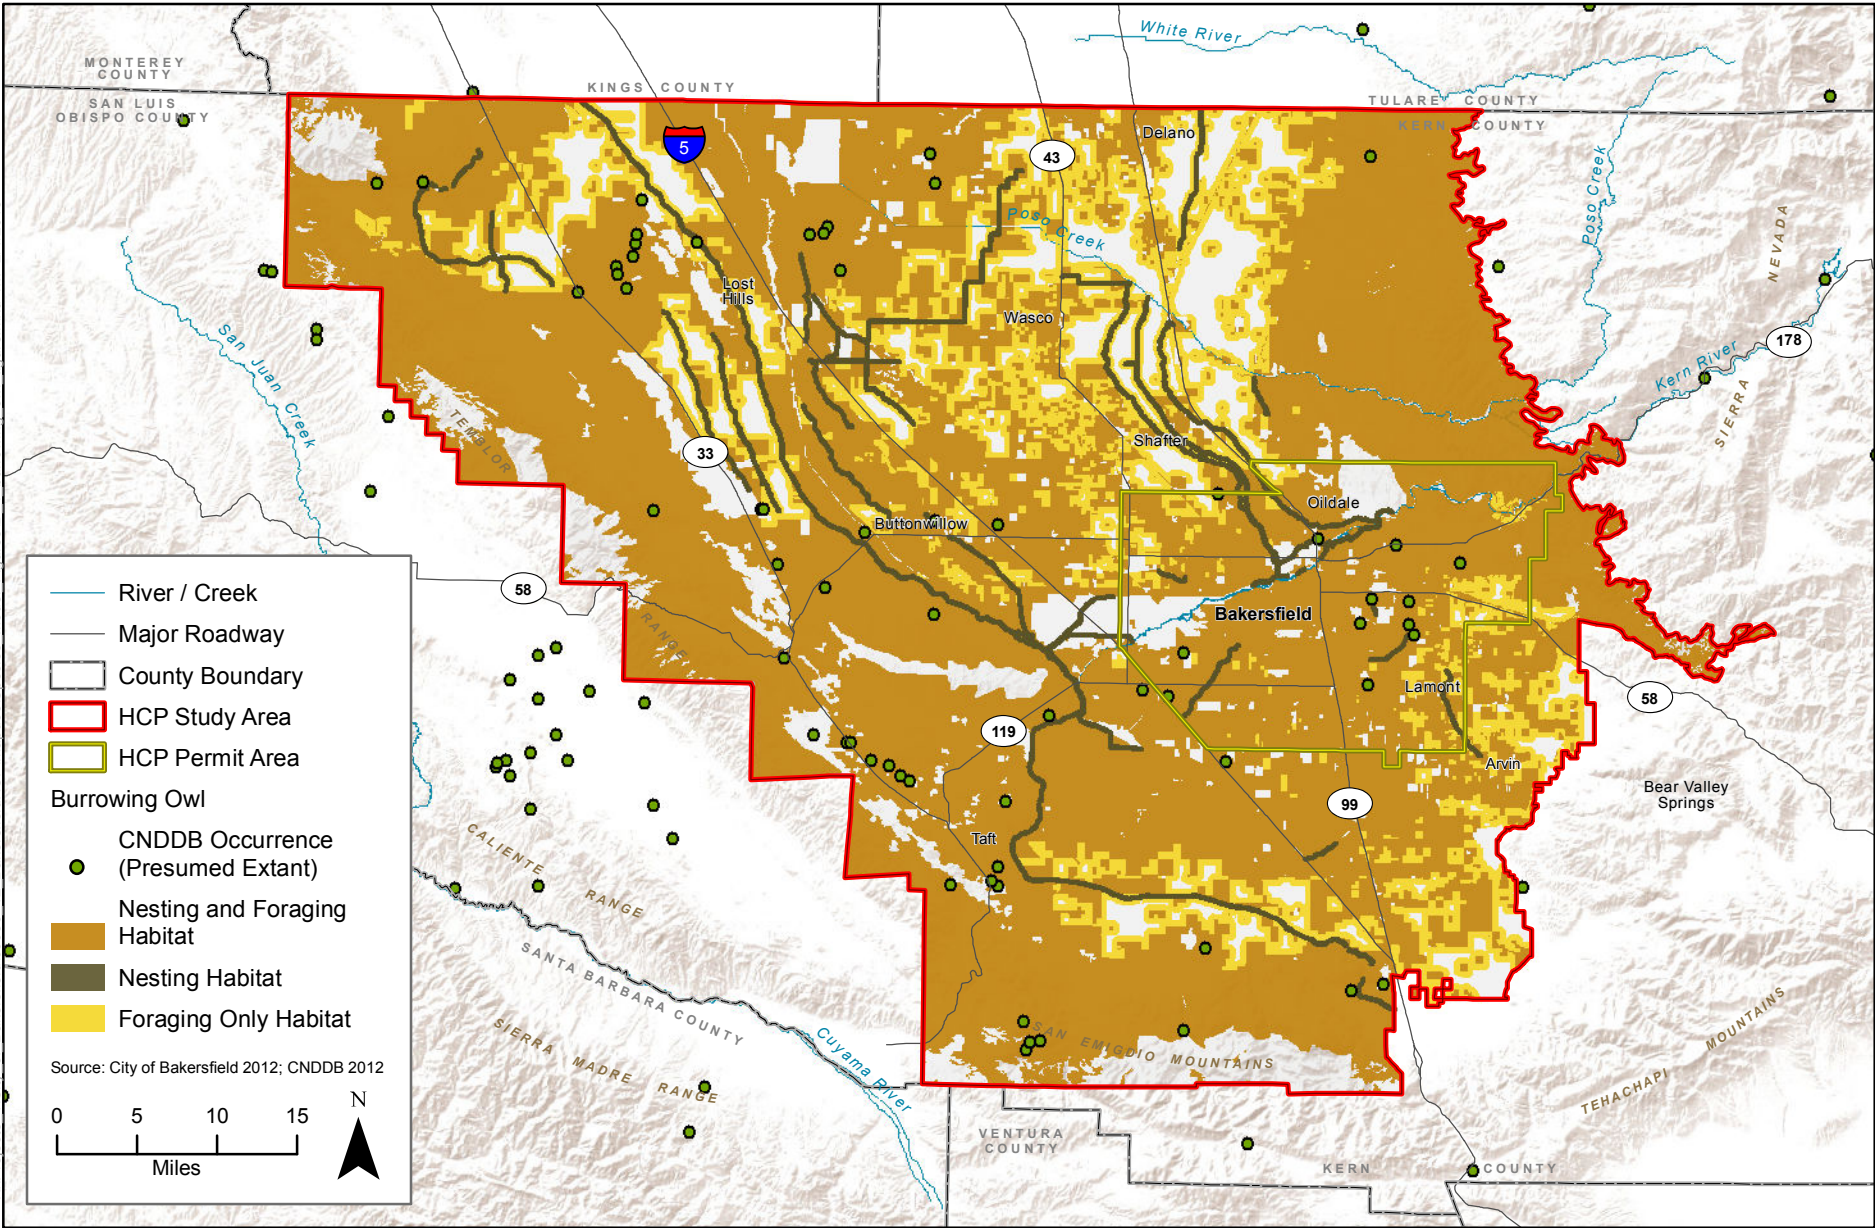 White River
MONTEREY
COUNTY
KINGS COUNTY
SAN LUIS
OBISPO COUNTY
TULARE COUNTY
KERN COUNTY
Delano
5
43
Poso Creek
Poso Creek
NEVADA
Lost
Hills
Wasco
San Juan Creek
178
Kern River
SIERRA
TEMBLOR
33
Shafter
Oildale
Buttonwillow
58
Bakersfield
RANGE
Lamont
58
119
Arvin
Bear Valley
Springs
99
Taft
CALIENTE RANGE
SANTA BARBARA COUNTY
SIERRA MADRE RANGE
Cuyama River
SAN EMIGDIO MOUNTAINS
TEHACHAPI MOUNTAINS
VENTURA
COUNTY
KERN COUNTY
River / Creek
Major Roadway
County Boundary
HCP Study Area
HCP Permit Area
Burrowing Owl
CNDDB Occurrence
(Presumed Extant)
Nesting and Foraging
Habitat
Nesting Habitat
Foraging Only Habitat
Source: City of Bakersfield 2012; CNDDB 2012
N
0 5 10 15
Miles